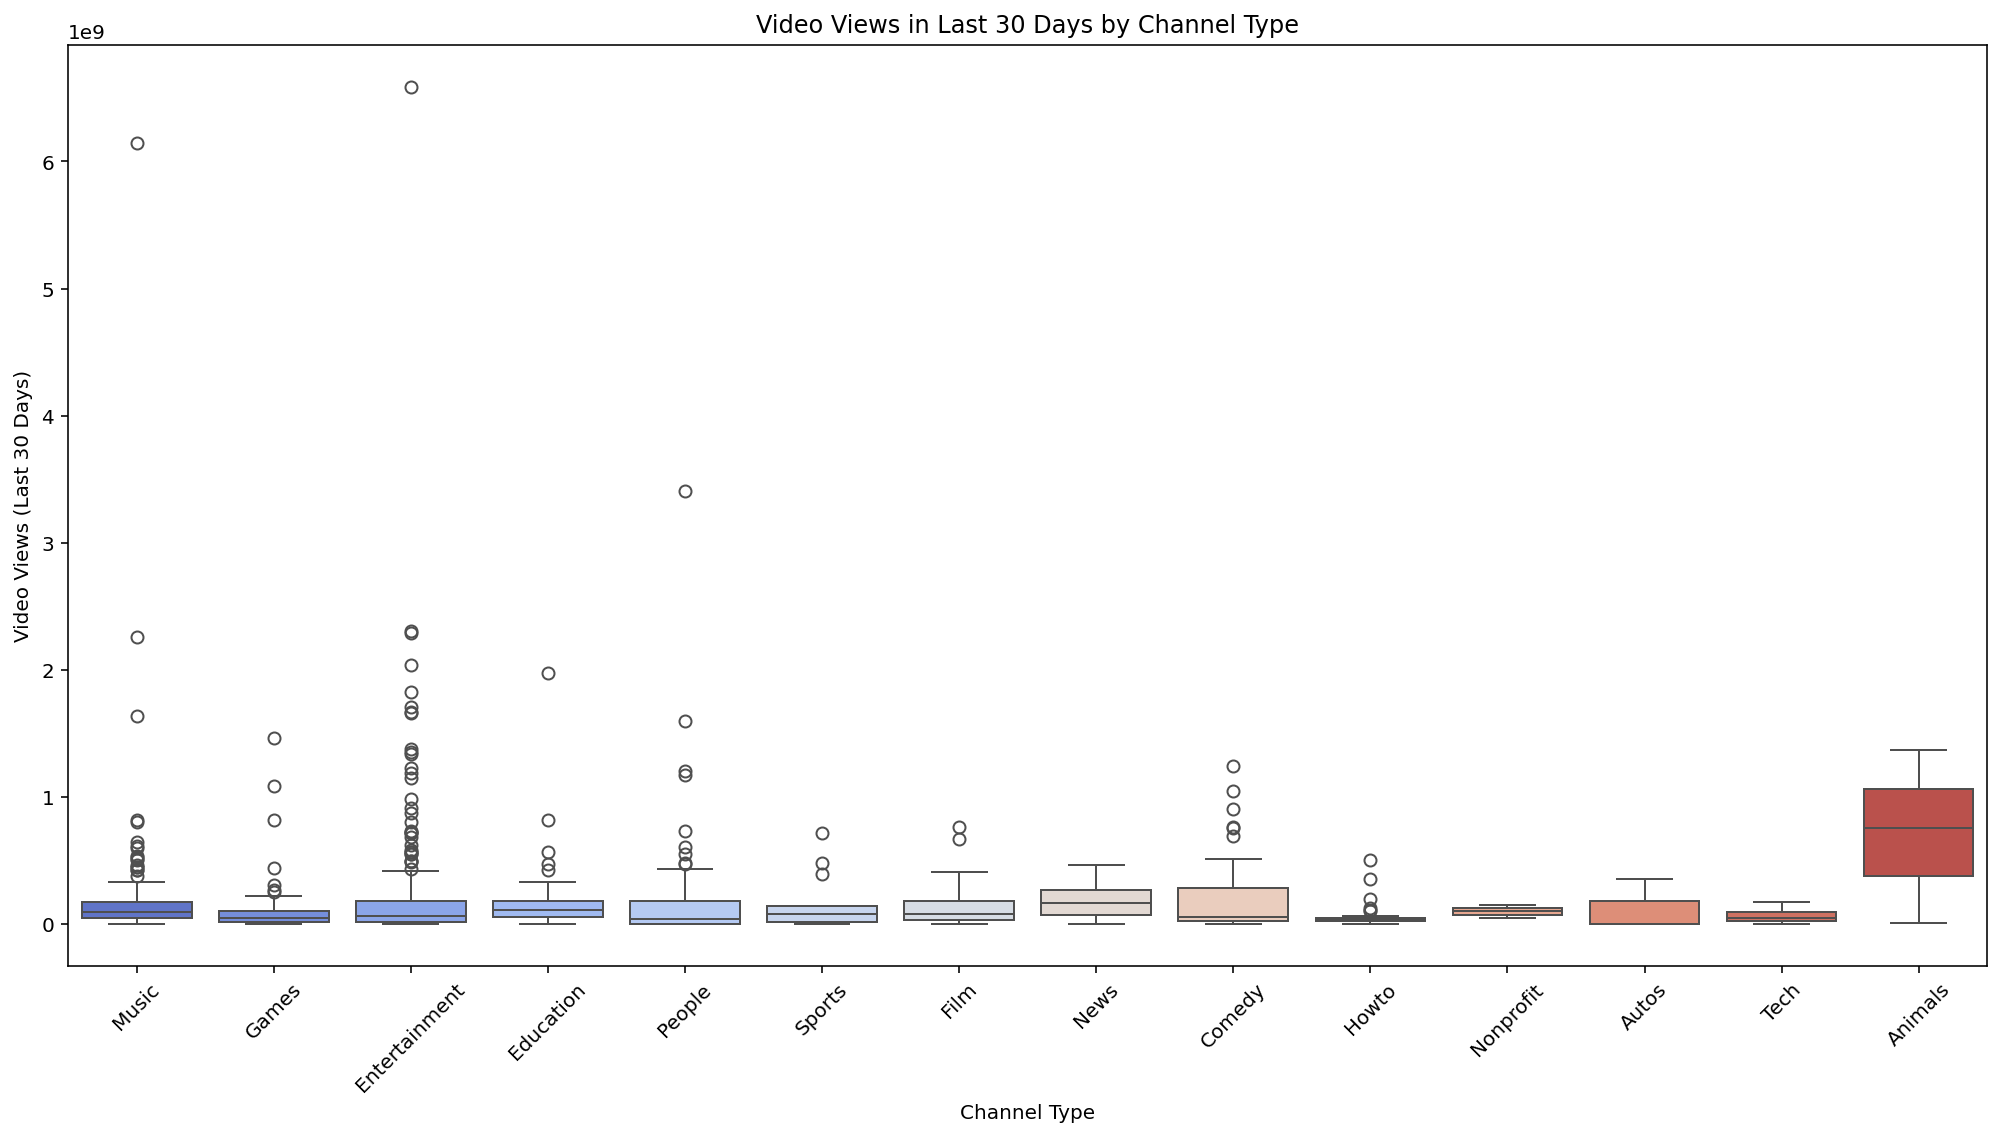 Video Views in Last 30 Days by Channel Type
1e9
6
5
4
3
2
1
0
Video Views (Last 30 Days)
Music
Games
Entertainment
Education
People
Sports
Film
News
Comedy
Howto
Nonprofit
Autos
Tech
Animals
Channel Type